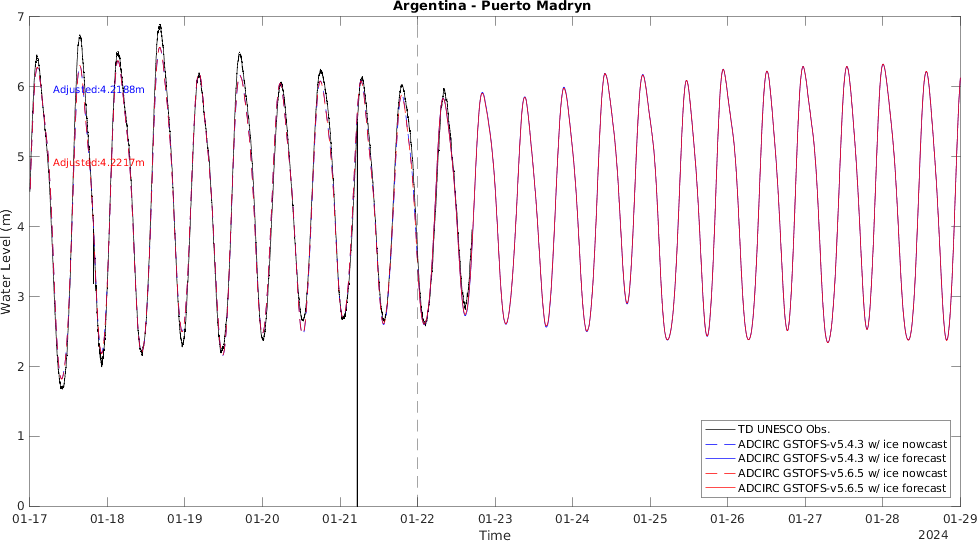 Argentina - Puerto Madryn
7
6
5
4
3
2
1
0
Water Level (m)
Adjusted:4.2188m
Adjusted:4.2217m
TD UNESCO Obs.
ADCIRC GSTOFS-v5.4.3 w/ ice nowcast
ADCIRC GSTOFS-v5.4.3 w/ ice forecast
ADCIRC GSTOFS-v5.6.5 w/ ice nowcast
ADCIRC GSTOFS-v5.6.5 w/ ice forecast
01-17 01-18 01-19 01-20 01-21 01-22 01-23 01-24 01-25 01-26 01-27 01-28 01-29
Time
2024